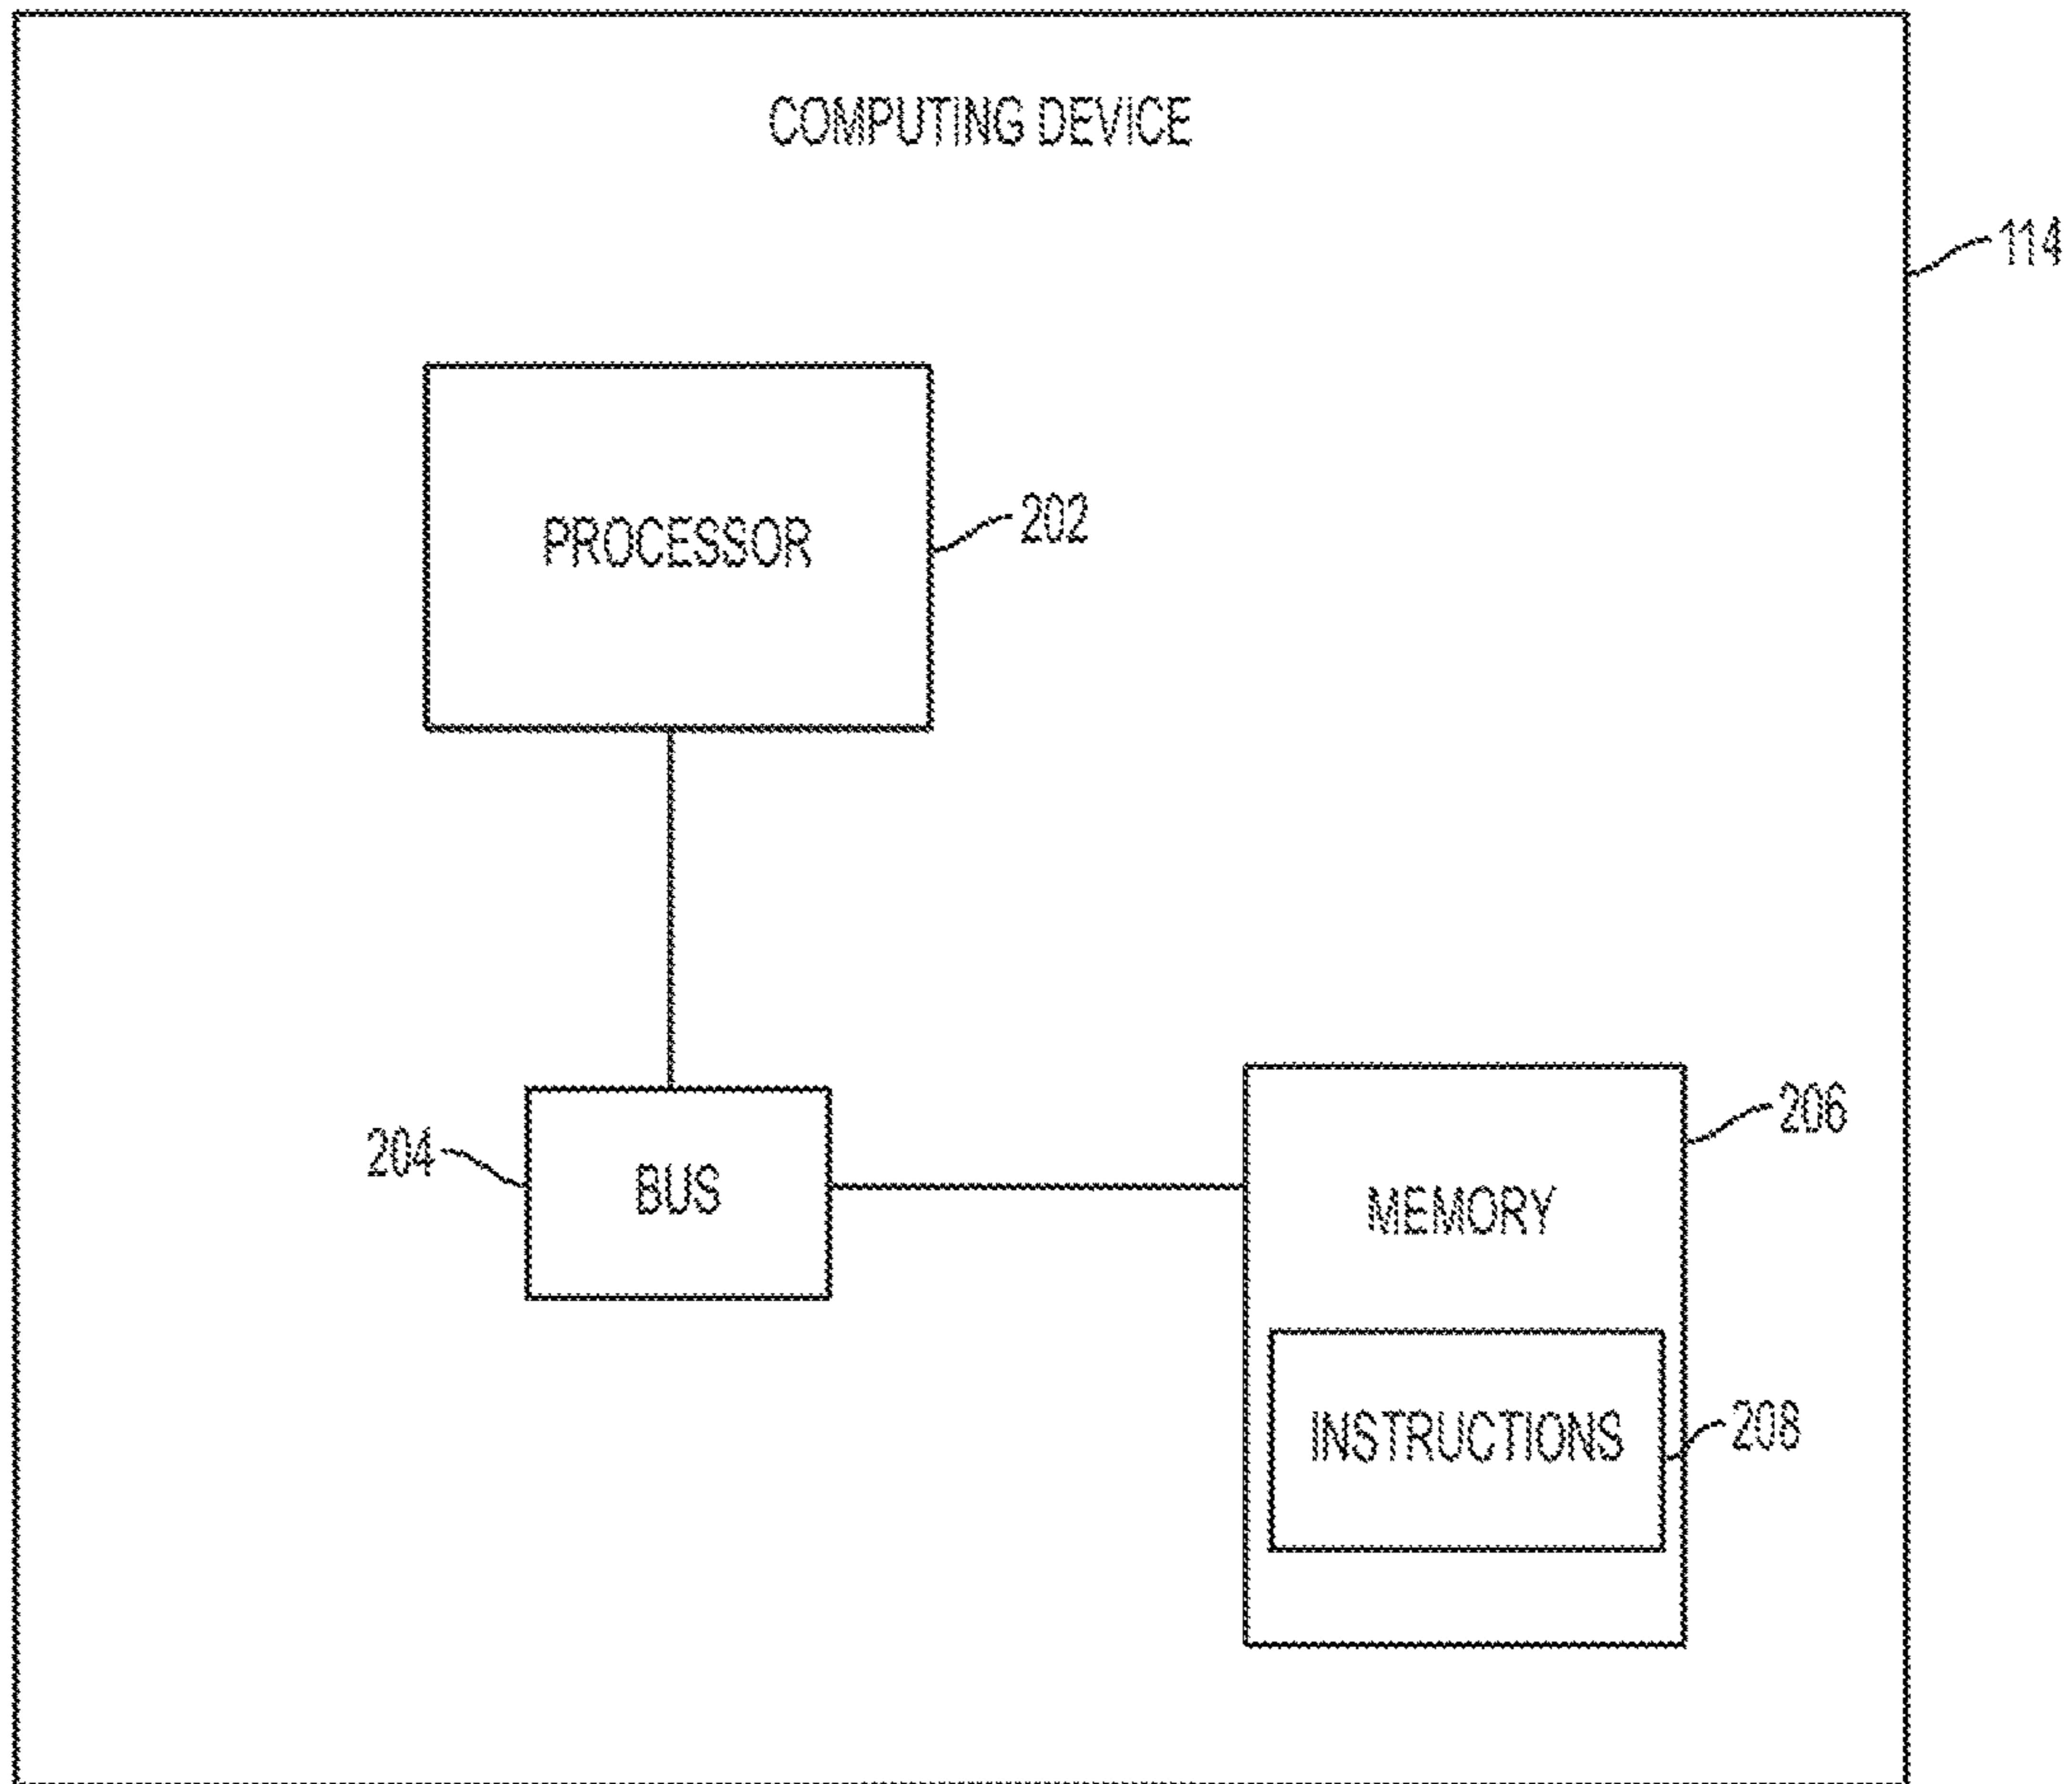 COMPUTING DEVICE
114
PROCESSOR
202
204
BUS
206
MEMORY
INSTRUCTIONS
208